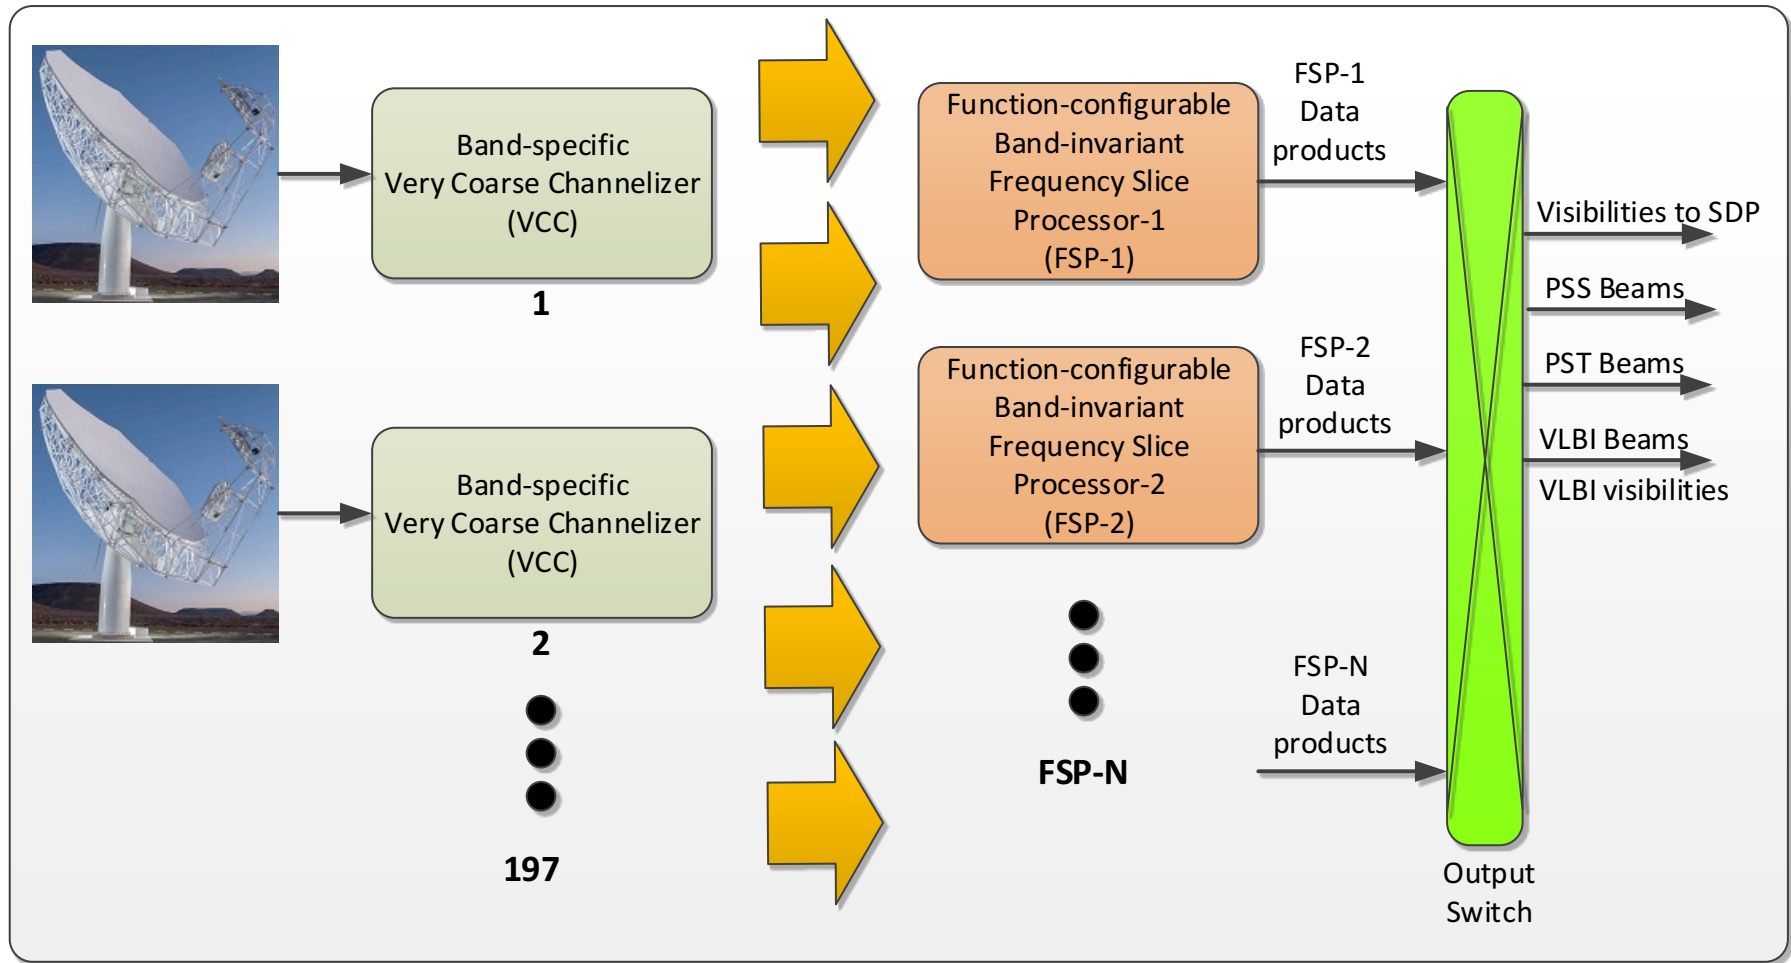 Band-specific
Very Coarse Channelizer
(VCC)
1
Band-specific
Very Coarse Channelizer
(VCC)
2
197
Function-configurable
Band-invariant
Frequency Slice
Processor-1
(FSP-1)
Function-configurable
Band-invariant
Frequency Slice
Processor-2
(FSP-2)
FSP-N
FSP-1
Data
products
FSP-2
Data
products
FSP-N
Data
products
Output
Switch
Visibilities to SDP
PSS Beams
PST Beams
VLBI Beams
VLBI visibilities